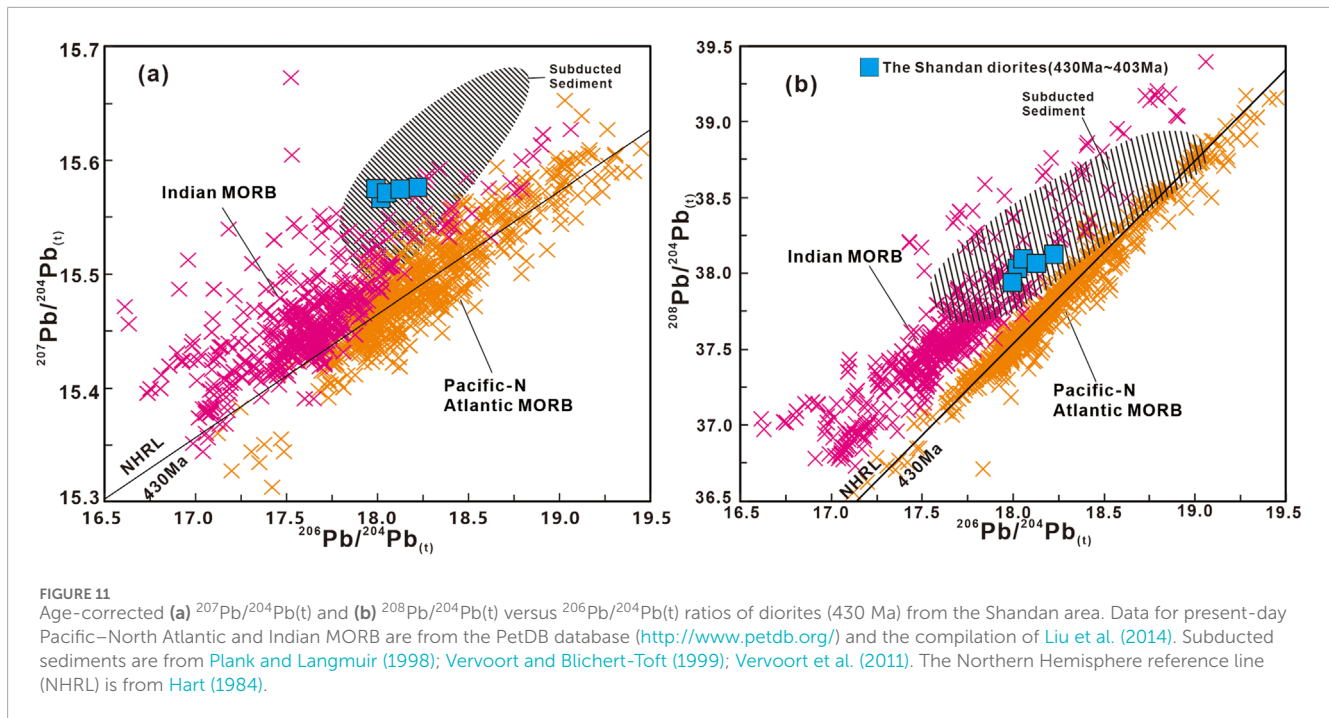 15.7
15.6
15.5
15.4
15.3
²⁰⁷Pb/²⁰⁴Pb(t)
(a)
Subducted
Sediment
Indian MORB
Pacific-N
Atlantic MORB
NHRL
430Ma
16.5 17.0 17.5 18.0 18.5 19.0 19.5
²⁰⁶Pb/²⁰⁴Pb(t)
39.5
39.0
38.5
38.0
37.5
37.0
36.5
²⁰⁸Pb/²⁰⁴Pb(t)
The Shandan diorites(430Ma~403Ma)
(b)
Subducted
Sediment
Indian MORB
Pacific-N
Atlantic MORB
NHRL
430Ma
16.5 17.0 17.5 18.0 18.5 19.0 19.5
²⁰⁶Pb/²⁰⁴Pb(t)
FIGURE 11
Age-corrected (a) ²⁰⁷Pb/²⁰⁴Pb(t) and (b) ²⁰⁸Pb/²⁰⁴Pb(t) versus ²⁰⁶Pb/²⁰⁴Pb(t) ratios of diorites (430 Ma) from the Shandan area. Data for present-day
Pacific–North Atlantic and Indian MORB are from the PetDB database (http://www.petdb.org/) and the compilation of Liu et al. (2014). Subducted
sediments are from Plank and Langmuir (1998); Vervoort and Blichert-Toft (1999); Vervoort et al. (2011). The Northern Hemisphere reference line
(NHRL) is from Hart (1984).